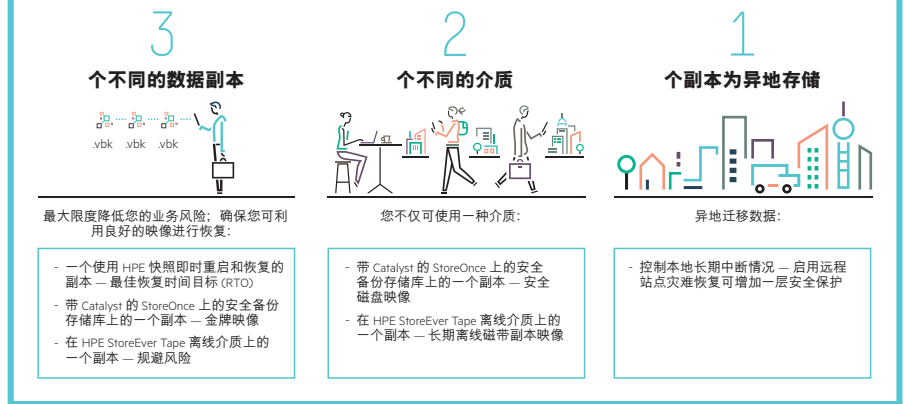 3
个不同的数据副本
.vbk .vbk .vbk
最大限度降低您的业务风险；确保您可利
用良好的映像进行恢复：
- 一个使用 HPE 快照即时重启和恢复的
副本 — 最佳恢复时间目标 (RTO)
- 带 Catalyst 的 StoreOnce 上的安全备份
存储库上的一个副本 — 金牌映像
- 在 HPE StoreEver Tape 离线介质上的
一个副本 — 规避风险
2
个不同的介质
您不仅可使用一种介质：
- 带 Catalyst 的 StoreOnce 上的安全
备份存储库上的一个副本 — 安全
磁盘映像
- 在 HPE StoreEver Tape 离线介质上的
一个副本 — 长期离线磁带副本映像
1
个副本为异地存储
异地迁移数据：
- 控制本地长期中断情况 — 启用远程
站点灾难恢复可增加一层安全保护